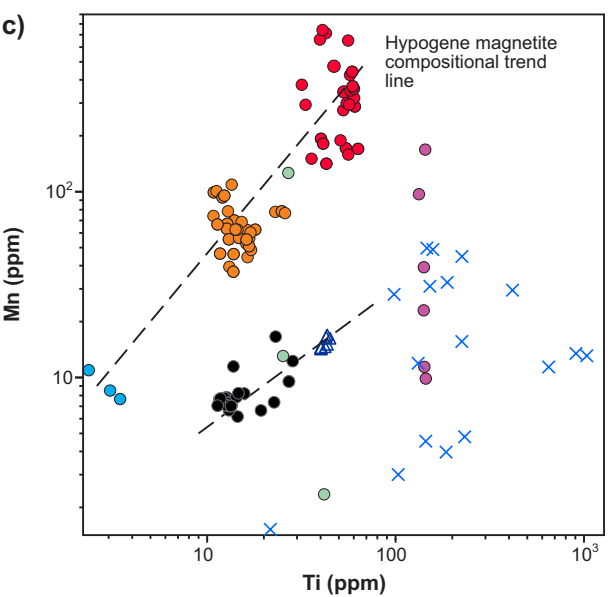 c)
Hypogene magnetite
compositional trend
line
10²
10
Mn (ppm)
10
100
10³
Ti (ppm)